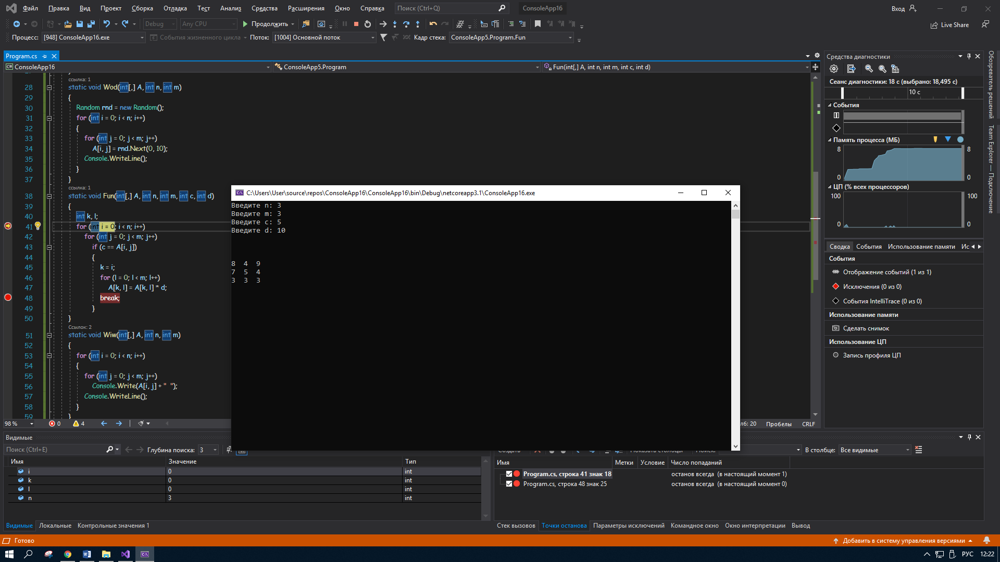 Файл Правка Вид Проект Сборка Отладка Тест Анализ Средства Расширения Окно Справка Поиск (Ctrl+Q) ConsoleApp16 Вход
Debug Any CPU Продолжить Live Share
Процесс: [948] ConsoleApp16.exe События жизненного цикла Поток: [1004] Основной поток Кадр стека: ConsoleApp5.Program.Fun
Program.cs
ConsoleApp16 ConsoleApp5.Program Fun(int[,] A, int n, int m, int c, int d)
ссылка: 1
28 static void Wod(int[,] A, int n, int m)
29 {
30 Random rnd = new Random();
31 for (int i = 0; i < n; i++)
32 {
33 for (int j = 0; j < m; j++)
34 A[i, j] = rnd.Next(0, 10);
35 Console.WriteLine();
36 }
37 }
ссылка: 1
38 static void Fun(int[,] A, int n, int m, int c, int d)
39 {
40 int k, l;
41 for (int i = 0; i < n; i++)
42 for (int j = 0; j < m; j++)
43 if (c == A[i, j])
44 {
45 k = i;
46 for (l = 0; l < m; l++)
47 A[k, l] = A[k, l] * d;
48 break;
49 }
50 }
Ссылок: 2
51 static void Wiw(int[,] A, int n, int m)
52 {
53 for (int i = 0; i < n; i++)
54 {
55 for (int j = 0; j < m; j++)
56 Console.Write(A[i, j] + "  ");
57 Console.WriteLine();
58 }
59 }
98 % 0 4
C:\Users\User\source\repos\ConsoleApp16\ConsoleApp16\bin\Debug\netcoreapp3.1\ConsoleApp16.exe
Введите n: 3
Введите m: 3
Введите c: 5
Введите d: 10
8 4 9
7 5 4
3 3 3
20 Пробелы CRLF
Средства диагностики
Сеанс диагностики: 18 с (выбрано: 18,495 с)
10 с
События
Память процесса (МБ)
8 8
0 0
ЦП (% всех процессоров)
100 100
0 0
Сводка События Использование памяти Ис
События
Отображение событий (1 из 1)
Исключения (0 из 0)
События IntelliTrace (0 из 0)
Использование памяти
Сделать снимок
Использование ЦП
Запись профиля ЦП
Обозреватель решений
Team Explorer — Подключение
Видимые
Поиск (Ctrl+E) Глубина поиска: 3
Имя Значение Тип
i 0 int
k 0 int
l 0 int
n 3 int
Видимые Локальные Контрольные значения 1
В столбце: Все видимые
Имя Метки Условие Число попаданий
Program.cs, строка 41 знак 18 останов всегда (в настоящий момент 1)
Program.cs, строка 48 знак 25 останов всегда (в настоящий момент 0)
Стек вызовов Точки останова Параметры исключений Командное окно Окно интерпретации Вывод
Готово Добавить в систему управления версиями
РУС 12:22